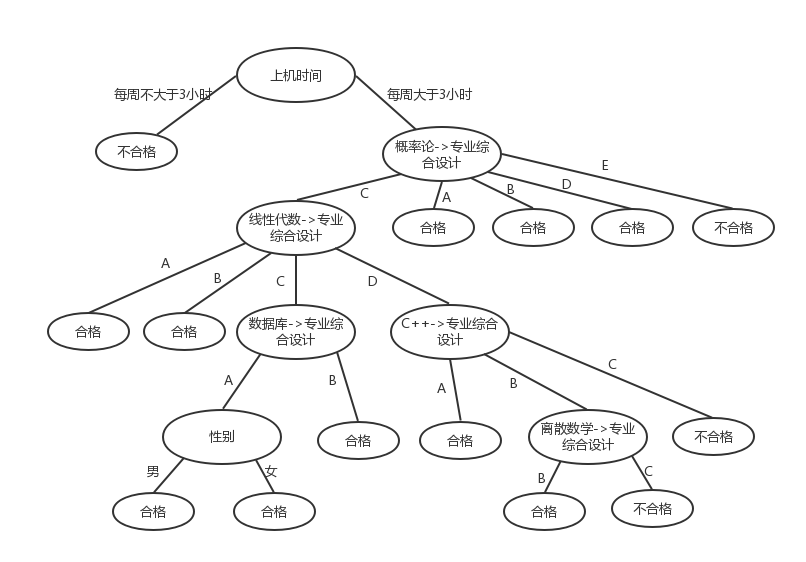 上机时间
每周不大于3小时
每周大于3小时
不合格
概率论->专业综
合设计
C
A
B
D
E
线性代数->专业
综合设计
合格
合格
合格
不合格
A
B
C
D
合格
合格
数据库->专业综
合设计
C++->专业综合
设计
A
B
A
B
C
性别
合格
合格
离散数学->专业
综合设计
不合格
男
女
B
C
合格
合格
合格
不合格